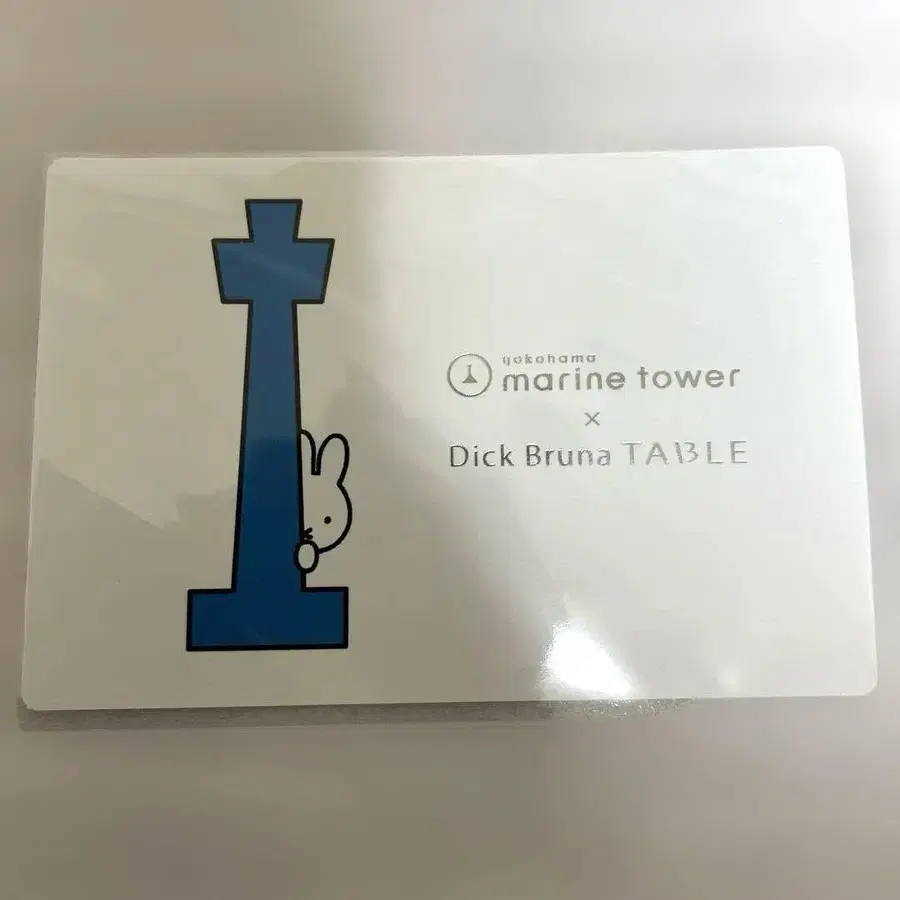 yokohama
marine tower
×
Dick Bruna TABLE